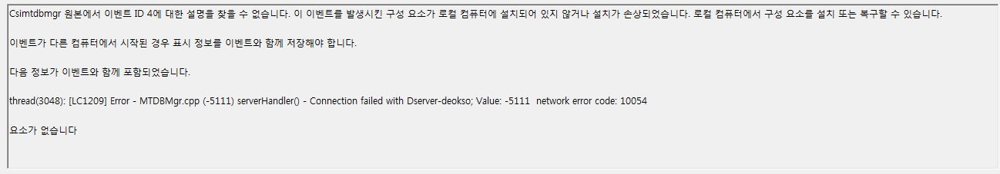 Csimtdbmgr 원본에서 이벤트 ID 4에 대한 설명을 찾을 수 없습니다. 이 이벤트를 발생시킨 구성 요소가 로컬 컴퓨터에 설치되어 있지 않거나 설치가 손상되었습니다. 로컬 컴퓨터에서 구성 요소를 설치 또는 복구할 수 있습니다.
이벤트가 다른 컴퓨터에서 시작된 경우 표시 정보를 이벤트와 함께 저장해야 합니다.
다음 정보가 이벤트와 함께 포함되었습니다.
thread(3048): [LC1209] Error - MTDBMgr.cpp (-5111) serverHandler() - Connection failed with Dserver-deokso; Value: -5111  network error code: 10054
요소가 없습니다